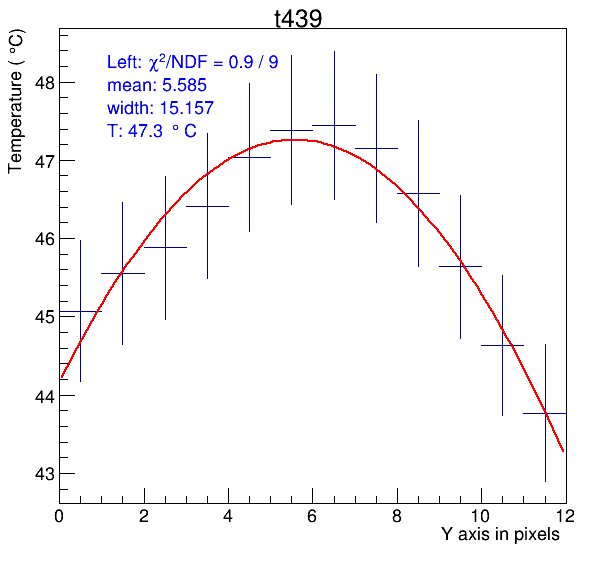 t439
Temperature ( °C)
Left: χ²/NDF = 0.9 / 9
mean: 5.585
width: 15.157
T: 47.3 ° C
48
47
46
45
44
43
0 2 4 6 8 10 12
Y axis in pixels